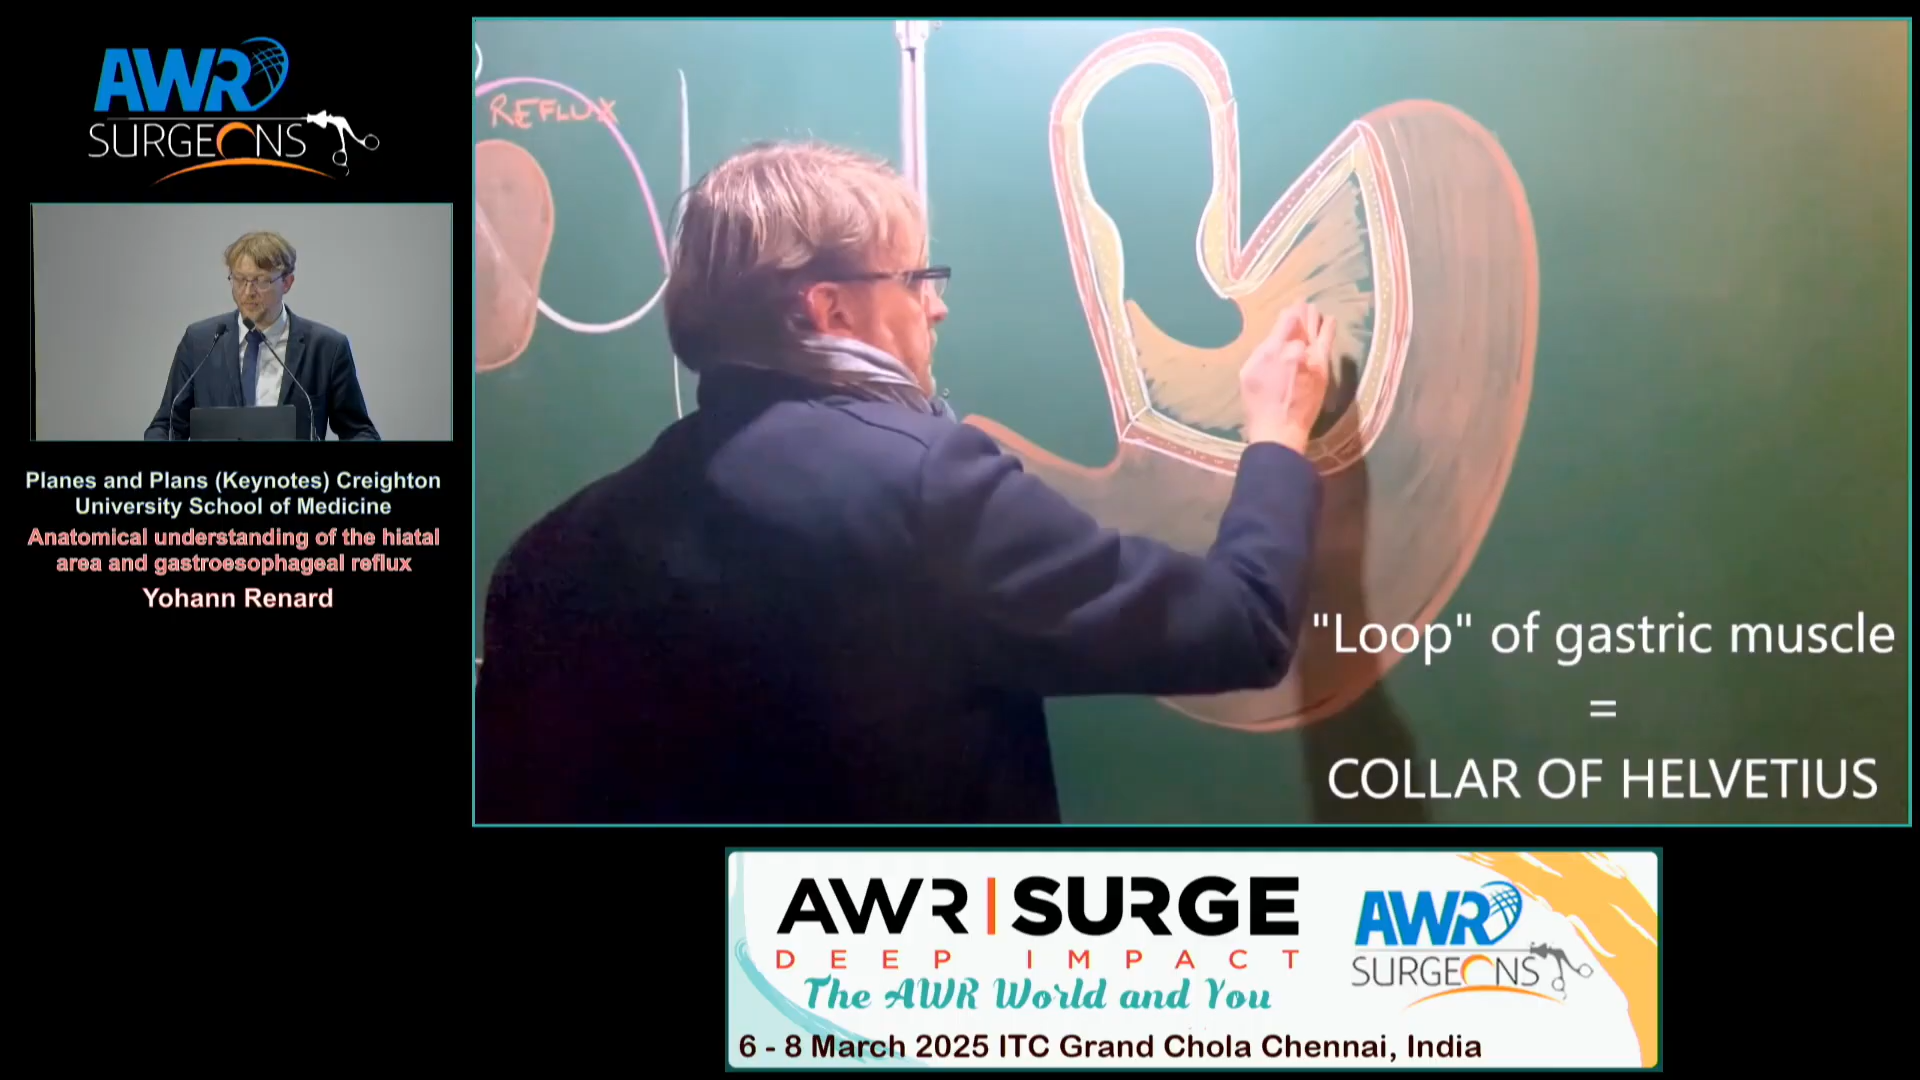 AWR
SURGEONS
Planes and Plans (Keynotes) Creighton
University School of Medicine
Anatomical understanding of the hiatal
area and gastroesophageal reflux
Yohann Renard
REFLUX
"Loop" of gastric muscle
=
COLLAR OF HELVETIUS
AWR|SURGE
DEEP IMPACT
The AWR World and You
6 - 8 March 2025 ITC Grand Chola Chennai, India
AWR
SURGEONS